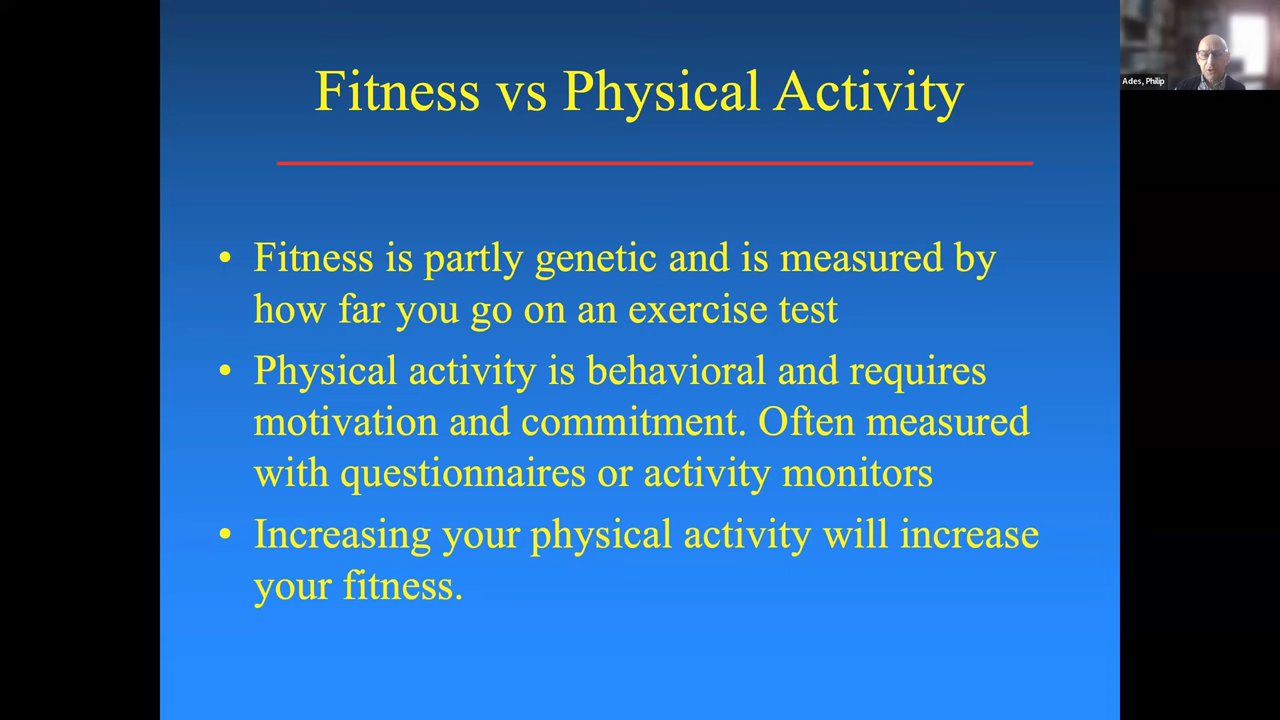 Fitness vs Physical Activity
Ades, Philip
• Fitness is partly genetic and is measured by
how far you go on an exercise test
• Physical activity is behavioral and requires
motivation and commitment. Often measured
with questionnaires or activity monitors
• Increasing your physical activity will increase
your fitness.